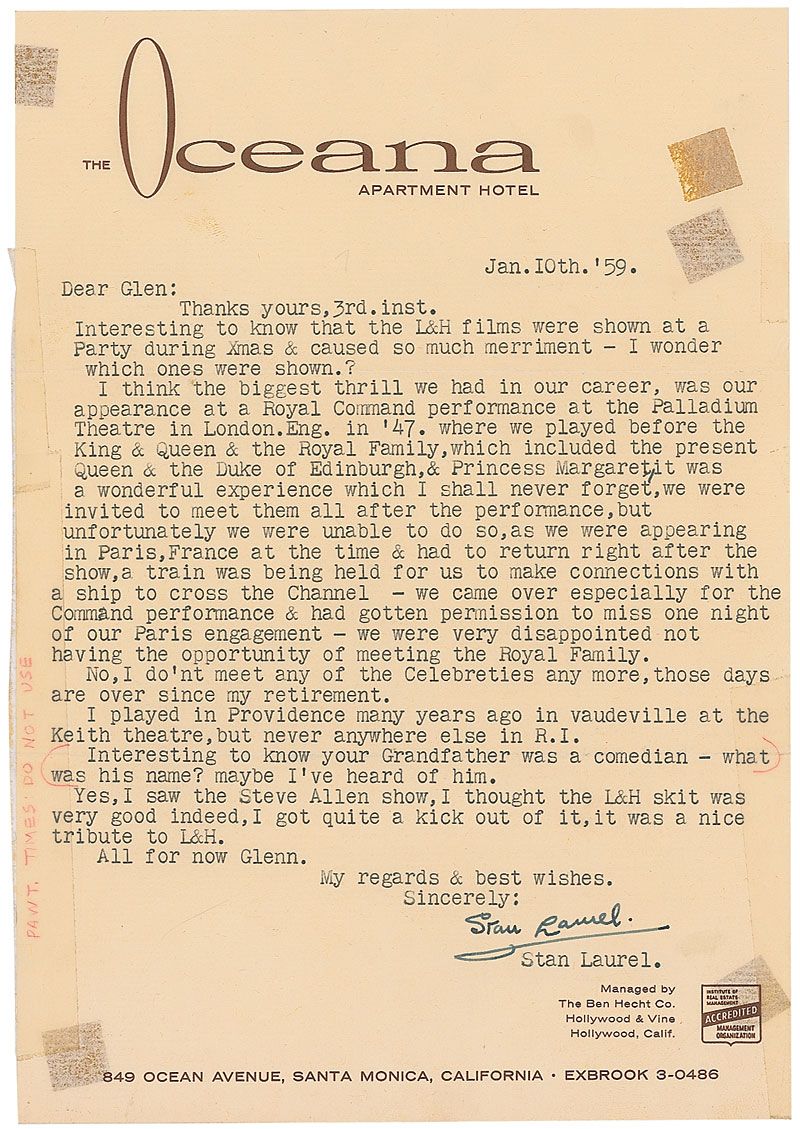 THE Oceana
APARTMENT HOTEL
Jan.IOth.'59.
Dear Glen:
Thanks yours,3rd.inst.
Interesting to know that the L&H films were shown at a
Party during Xmas & caused so much merriment - I wonder
which ones were shown.?
I think the biggest thrill we had in our career, was our
appearance at a Royal Command performance at the Palladium
Theatre in London.Eng. in '47. where we played before the
King & Queen & the Royal Family,which included the present
Queen & the Duke of Edinburgh,& Princess Margaret,it was
a wonderful experience which I shall never forget,we were
invited to meet them all after the performance,but
unfortunately we were unable to do so,as we were appearing
in Paris,France at the time & had to return right after the
show,a train was being held for us to make connections with
a ship to cross the Channel - we came over especially for the
Command performance & had gotten permission to miss one night
of our Paris engagement - we were very disappointed not
having the opportunity of meeting the Royal Family.
No,I do'nt meet any of the Celebreties any more,those days
are over since my retirement.
I played in Providence many years ago in vaudeville at the
Keith theatre,but never anywhere else in R.I.
Interesting to know your Grandfather was a comedian - what
was his name? maybe I've heard of him.
Yes,I saw the Steve Allen show,I thought the L&H skit was
very good indeed,I got quite a kick out of it,it was a nice
tribute to L&H.
All for now Glenn.
My regards & best wishes.
Sincerely:
Stan Laurel.
Stan Laurel.
PAWT. TIMES DO NOT USE
Managed by
The Ben Hecht Co.
Hollywood & Vine
Hollywood, Calif.
INSTITUTE OF
REAL ESTATE
MANAGEMENT
ACCREDITED
MANAGEMENT
ORGANIZATION
849 OCEAN AVENUE, SANTA MONICA, CALIFORNIA · EXBROOK 3-0486